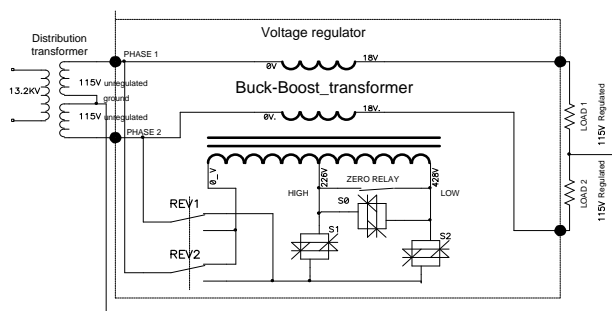 Voltage regulator
Distribution
transformer
PHASE 1
0V
18V
115V unregulated
13.2KV
ground
115V unregulated
Buck-Boost_transformer
0V.
18V.
PHASE 2
LOAD 1
115V Regulated
LOAD 2
115V Regulated
0_V
226V
428V
HIGH
ZERO RELAY
LOW
S0
REV1
S1
S2
REV2